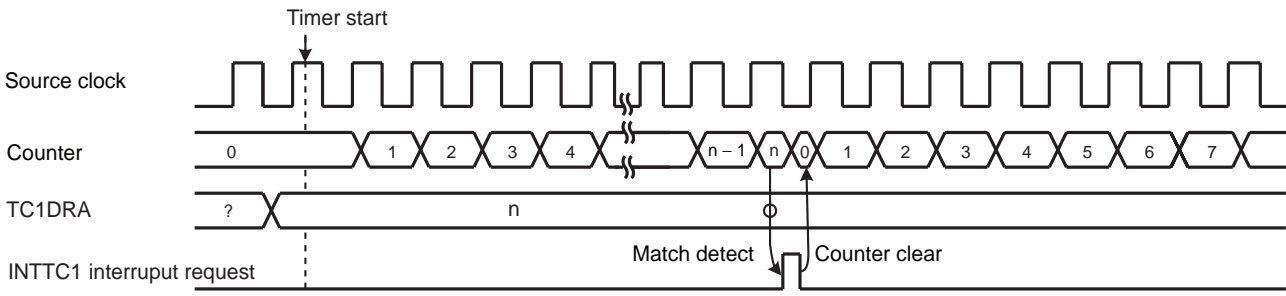 Timer start
Source clock
Counter
0 1 2 3 4 n – 1 n 0 1 2 3 4 5 6 7
TC1DRA
? n
Match detect Counter clear
INTTC1 interruput request